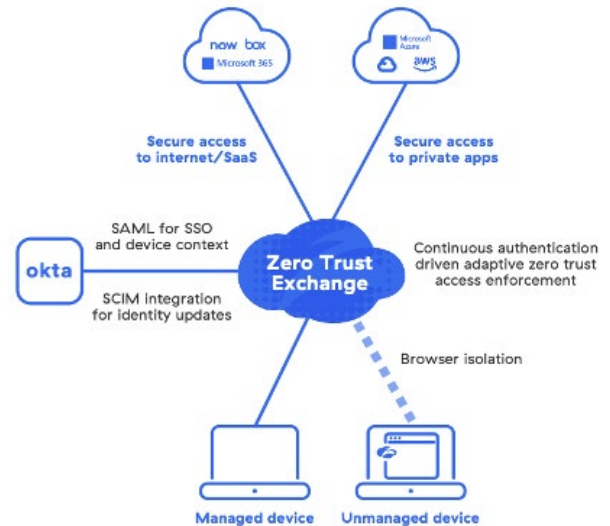 now box
Microsoft 365
Microsoft
Azure
aws
Secure access
to internet/SaaS
Secure access
to private apps
SAML for SSO
and device context
okta
SCIM integration
for identity updates
Zero Trust
Exchange
Continuous authentication
driven adaptive zero trust
access enforcement
Browser isolation
Managed device
Unmanaged device